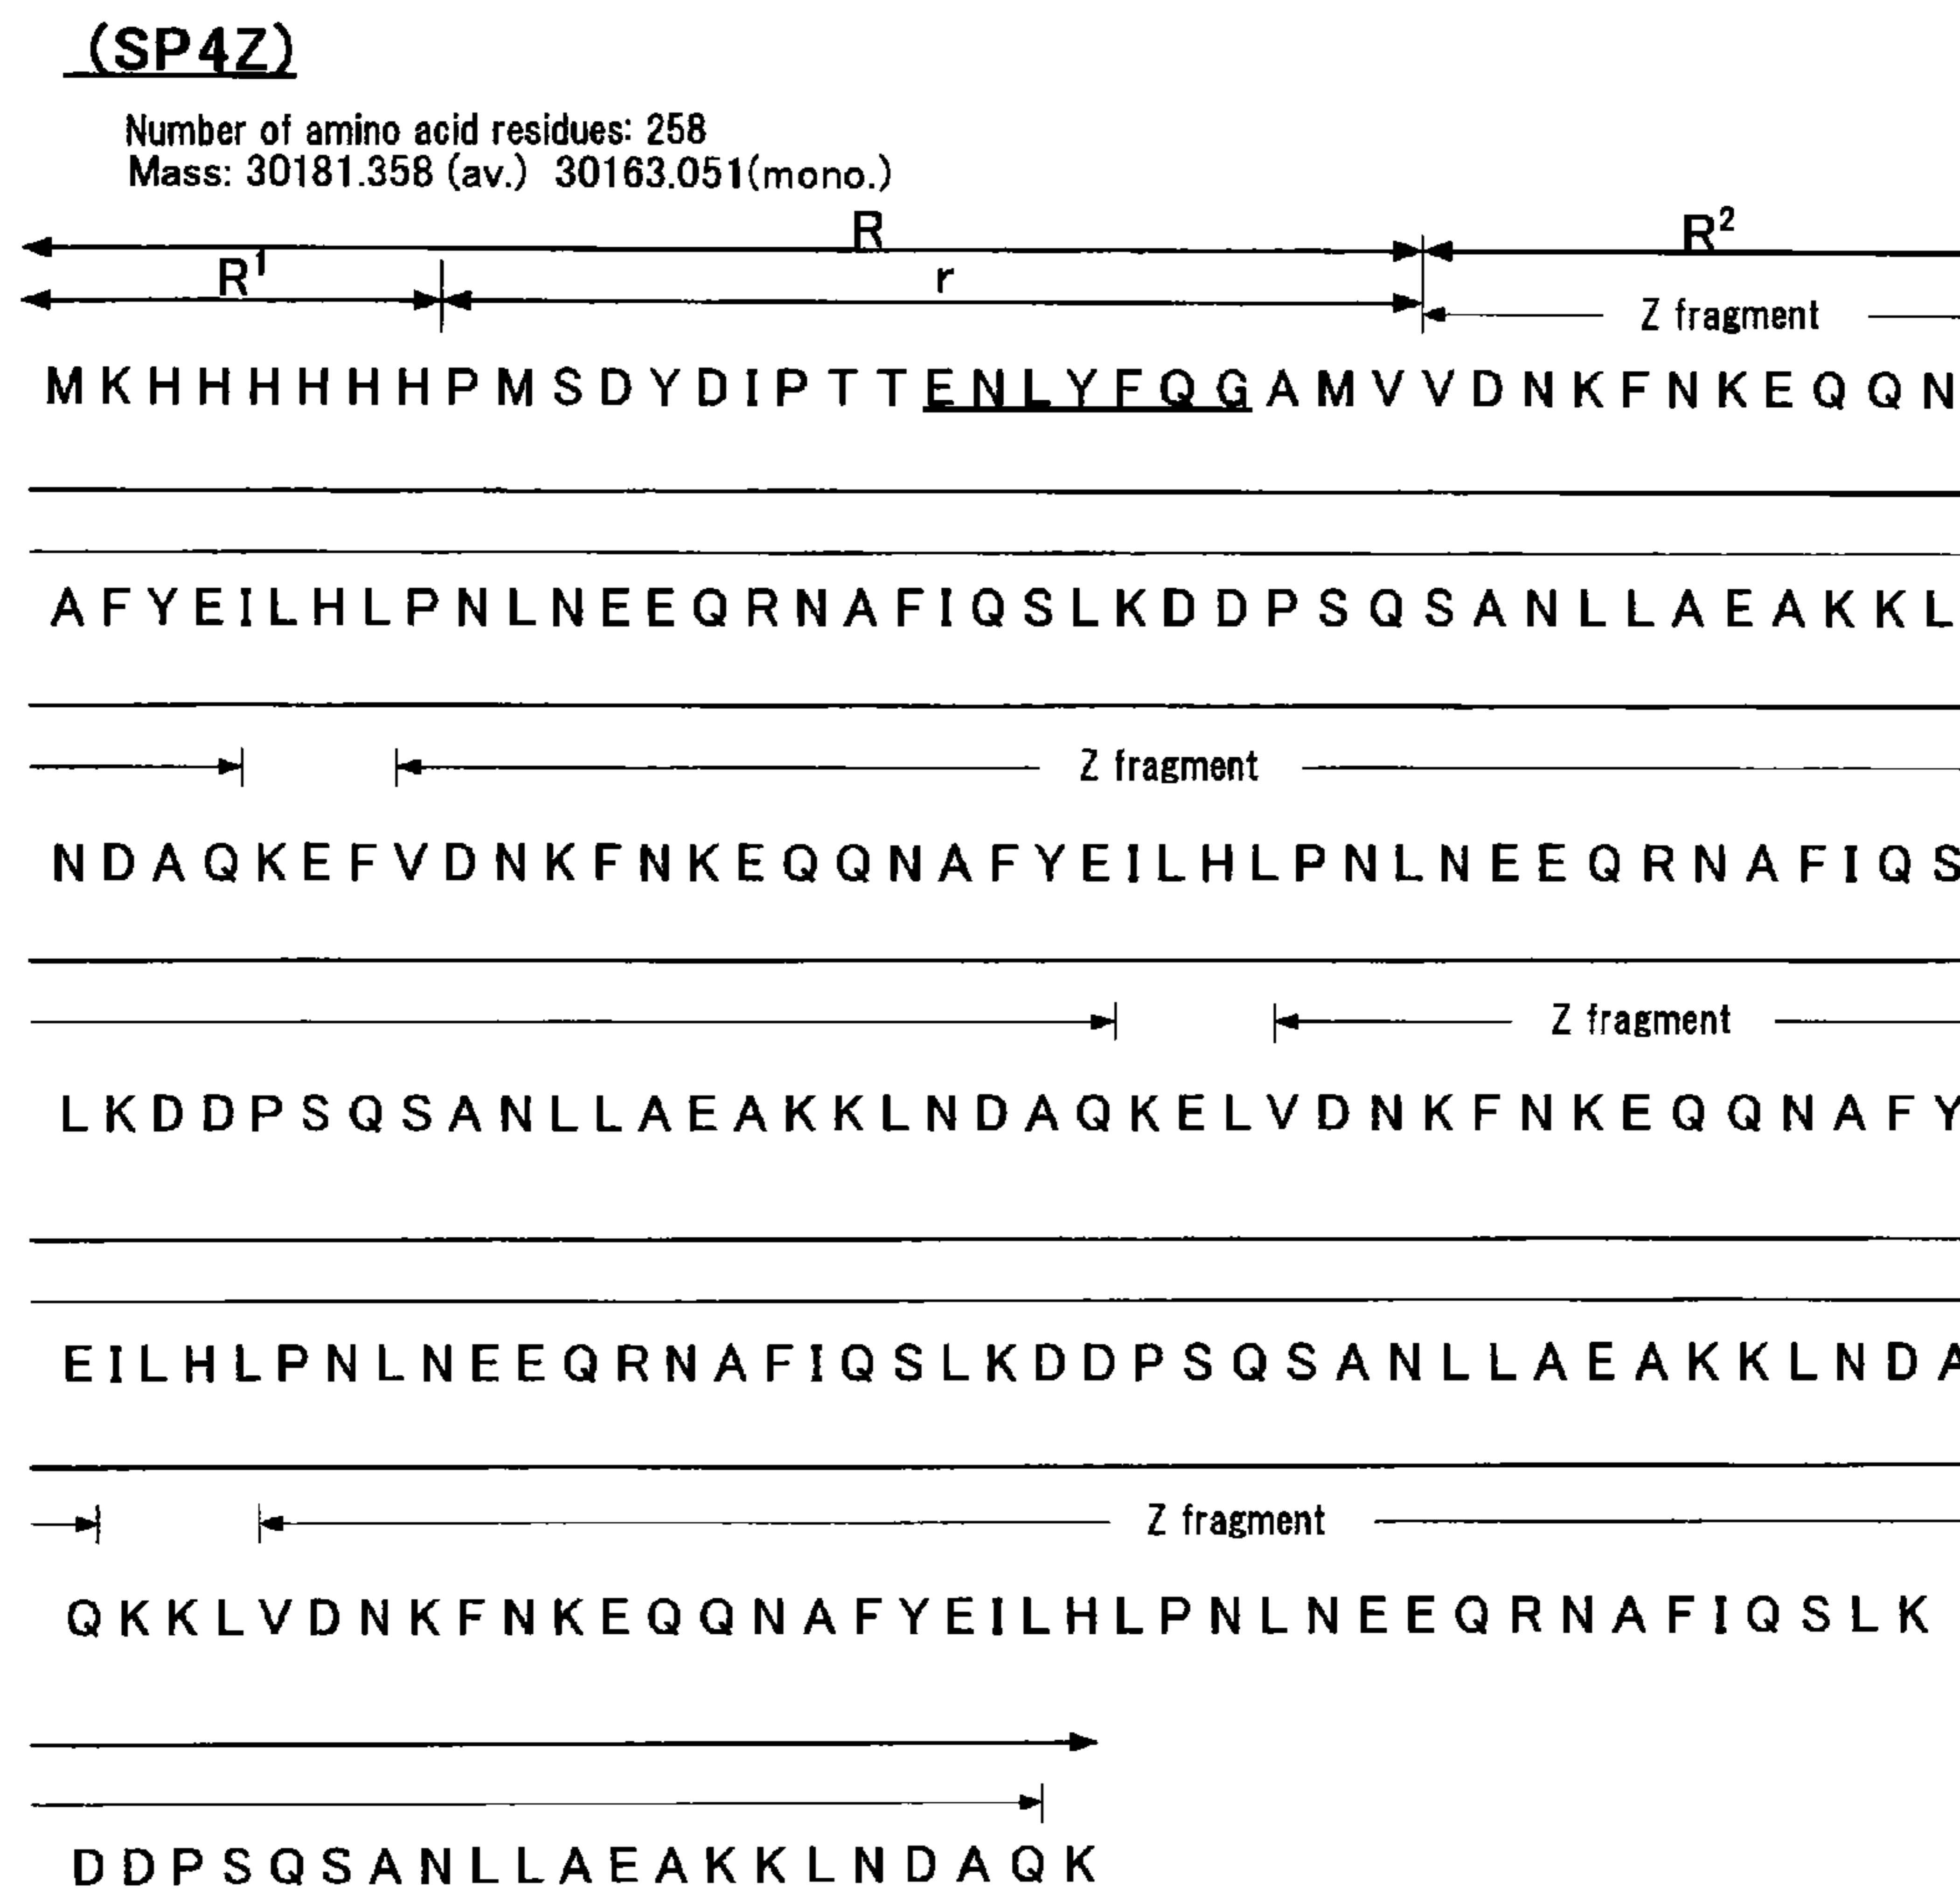 (SP4Z)
Number of amino acid residues: 258
Mass: 30181.358 (av.) 30163.051(mono.)
R R²
R¹ r
Z fragment
MKHHHHHHPMSDYDIPTTENLYFQGAMVVDNKFNKEQQN
AFYEILHLPNLNEEQRNAFIQSLKDDPSQSANLLAEAKKL
Z fragment
NDAQKEFVDNKFNKEQQNAFYEILHLPNLNEEQRNAFIQS
Z fragment
LKDDPSQSANLLAEAKKLNDAQKELVDNKFNKEQQNAFY
EILHLPNLNEEQRNAFIQSLKDDPSQSANLLAEAKKLNDA
Z fragment
QKKLVDNKFNKEQQNAFYEILHLPNLNEEQRNAFIQSLK
DDPSQSANLLAEAKKLNDAQK